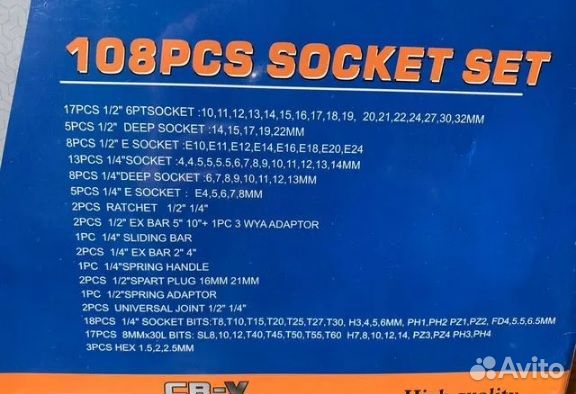 108PCS SOCKET SET
17PCS 1/2" 6PTSOCKET :10,11,12,13,14,15,16,17,18,19, 20,21,22,24,27,30,32MM
5PCS 1/2" DEEP SOCKET :14,15,17,19,22MM
8PCS 1/2" E SOCKET :E10,E11,E12,E14,E16,E18,E20,E24
13PCS 1/4"SOCKET :4,4.5,5,5.5,6,7,8,9,10,11,12,13,14MM
8PCS 1/4"DEEP SOCKET :6,7,8,9,10,11,12,13MM
5PCS 1/4" E SOCKET : E4,5,6,7,8MM
2PCS RATCHET 1/2" 1/4"
2PCS 1/2" EX BAR 5" 10"+ 1PC 3 WYA ADAPTOR
1PC 1/4" SLIDING BAR
2PCS 1/4" EX BAR 2" 4"
1PC 1/4"SPRING HANDLE
2PCS 1/2"SPART PLUG 16MM 21MM
1PC 1/2"SPRING ADAPTOR
2PCS UNIVERSAL JOINT 1/2" 1/4"
18PCS 1/4" SOCKET BITS:T8,T10,T15,T20,T25,T27,T30, H3,4,5,6MM, PH1,PH2 PZ1,PZ2, FD4,5.5,6.5MM
17PCS 8MMx30L BITS: SL8,10,12,T40,T45,T50,T55,T60 H7,8,10,12,14, PZ3,PZ4 PH3,PH4
3PCS HEX 1.5,2,2.5MM
CR-V
High quality
Avito